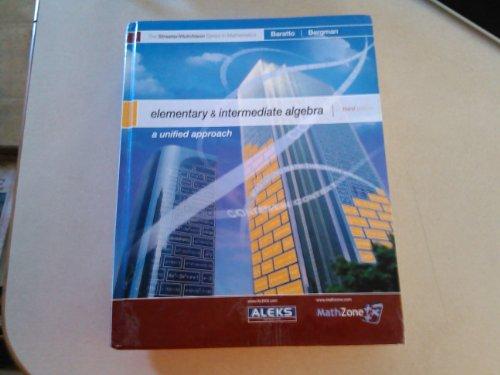 The Streeter/Hutchison Series in Mathematics Baratto | Bergman
elementary & intermediate algebra | third edition
a unified approach
www.ALEKS.com www.mathzone.com
ALEKS MathZone